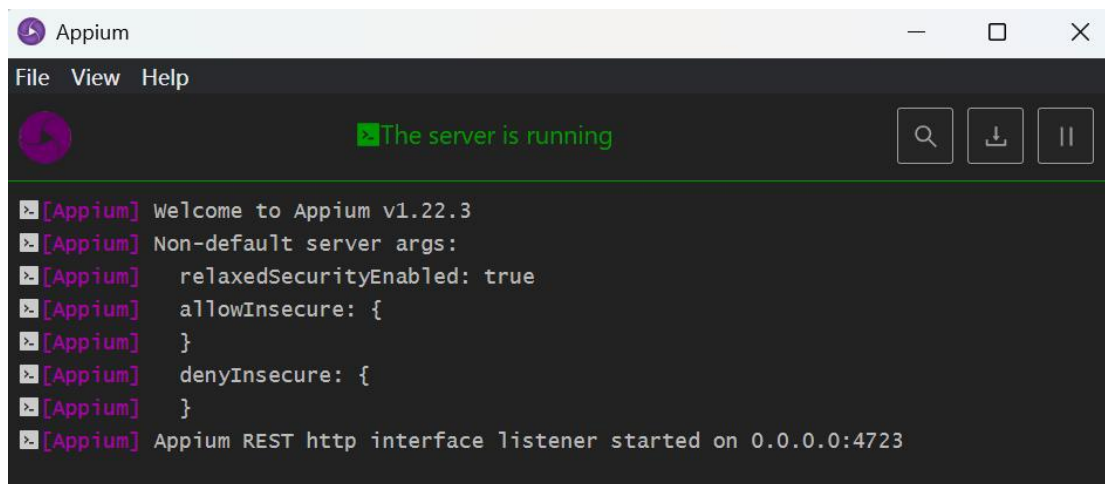 Appium
File View Help
The server is running
[Appium] Welcome to Appium v1.22.3
[Appium] Non-default server args:
[Appium]   relaxedSecurityEnabled: true
[Appium]   allowInsecure: {
[Appium]   }
[Appium]   denyInsecure: {
[Appium]   }
[Appium] Appium REST http interface listener started on 0.0.0.0:4723